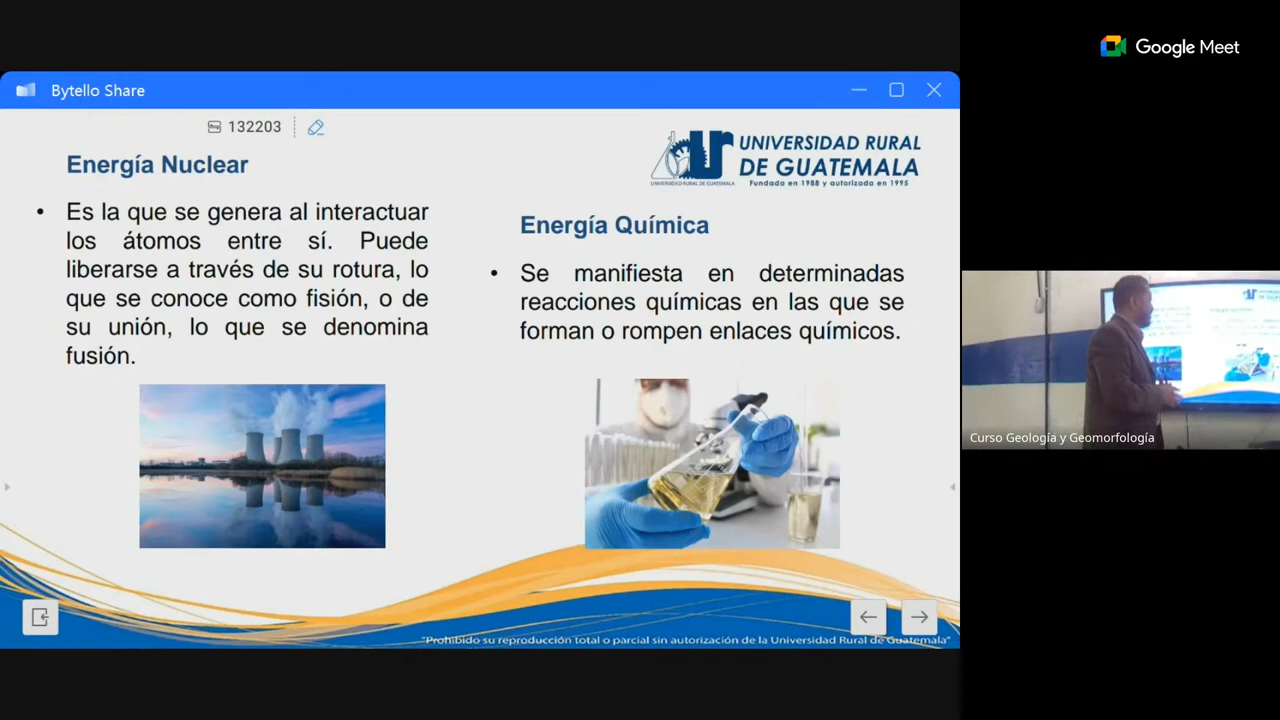 Google Meet
Bytello Share
132203
Energía Nuclear
UNIVERSIDAD RURAL
DE GUATEMALA
Fundada en 1988 y autorizada en 1995
UNIVERSIDAD RURAL DE GUATEMALA
• Es la que se genera al interactuar
los átomos entre sí. Puede
liberarse a través de su rotura, lo
que se conoce como fisión, o de
su unión, lo que se denomina
fusión.
Energía Química
• Se manifiesta en determinadas
reacciones químicas en las que se
forman o rompen enlaces químicos.
"Prohibido su reproducción total o parcial sin autorización de la Universidad Rural de Guatemala"
Curso Geología y Geomorfología